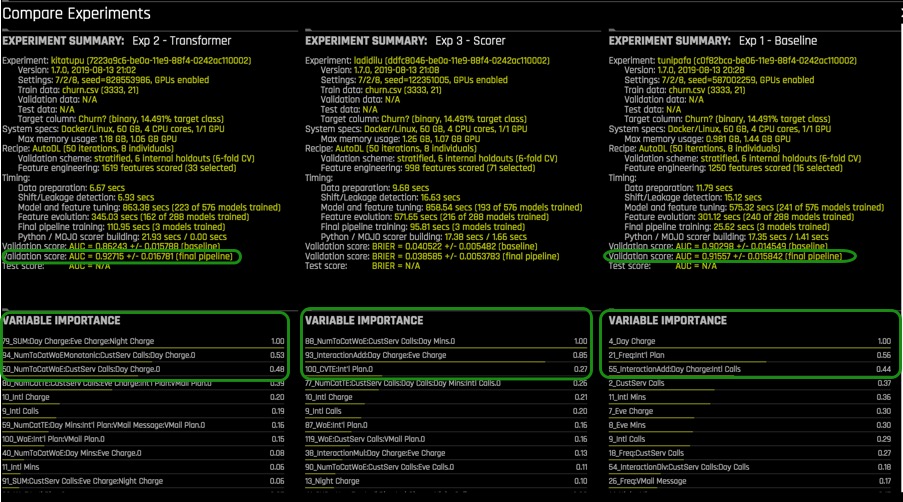 Compare Experiments
EXPERIMENT SUMMARY: Exp 2 - Transformer
Experiment: kitatupu (7223a9c6-be0a-11e9-88f4-0242ac110002)
Version: 1.7.0, 2019-08-13 21:02
Settings: 7/2/8, seed=828553986, GPUs enabled
Train data: churn.csv (3333, 21)
Validation data: N/A
Test data: N/A
Target column: Churn? (binary, 14.491% target class)
System specs: Docker/Linux, 60 GB, 4 CPU cores, 1/1 GPU
Max memory usage: 1.18 GB, 1.06 GB GPU
Recipe: AutoDL (50 iterations, 8 individuals)
Validation scheme: stratified, 6 internal holdouts (6-fold CV)
Feature engineering: 1619 features scored (33 selected)
Timing:
Data preparation: 6.67 secs
Shift/Leakage detection: 6.93 secs
Model and feature tuning: 863.38 secs (223 of 576 models trained)
Feature evolution: 345.03 secs (162 of 288 models trained)
Final pipeline training: 110.95 secs (3 models trained)
Python / MOJO scorer building: 21.93 secs / 0.00 secs
Validation score: AUC = 0.86243 +/- 0.015788 (baseline)
Validation score: AUC = 0.92715 +/- 0.016781 (final pipeline)
Test score: AUC = N/A
VARIABLE IMPORTANCE
79_SUM:Day Charge:Eve Charge:Night Charge 1.00
94_NumToCatWoEMonotonic:CustServ Calls:Day Charge.0 0.53
50_NumToCatWoE:CustServ Calls:Day Charge.0 0.48
80_NumCatTE:CustServ Calls:Eve Charge:Int'l Plan:VMail Plan.0 0.39
10_Intl Charge 0.20
9_Intl Calls 0.19
59_NumCatTE:Day Mins:Int'l Plan:VMail Message:VMail Plan.0 0.16
100_WoE:Int'l Plan:VMail Plan.0 0.15
40_NumToCatWoE:Day Mins:Eve Charge.0 0.08
11_Intl Mins 0.06
91_SUM:CustServ Calls:Eve Charge:Night Charge 0.06
EXPERIMENT SUMMARY: Exp 3 - Scorer
Experiment: ladidilu (ddfc8046-be0a-11e9-88f4-0242ac110002)
Version: 1.7.0, 2019-08-13 21:08
Settings: 7/2/8, seed=122351005, GPUs enabled
Train data: churn.csv (3333, 21)
Validation data: N/A
Test data: N/A
Target column: Churn? (binary, 14.491% target class)
System specs: Docker/Linux, 60 GB, 4 CPU cores, 1/1 GPU
Max memory usage: 1.26 GB, 1.07 GB GPU
Recipe: AutoDL (50 iterations, 8 individuals)
Validation scheme: stratified, 6 internal holdouts (6-fold CV)
Feature engineering: 998 features scored (71 selected)
Timing:
Data preparation: 9.68 secs
Shift/Leakage detection: 16.63 secs
Model and feature tuning: 858.54 secs (193 of 576 models trained)
Feature evolution: 571.65 secs (216 of 288 models trained)
Final pipeline training: 95.81 secs (3 models trained)
Python / MOJO scorer building: 17.38 secs / 1.66 secs
Validation score: BRIER = 0.040522 +/- 0.005482 (baseline)
Validation score: BRIER = 0.038585 +/- 0.0053783 (final pipeline)
Test score: BRIER = N/A
VARIABLE IMPORTANCE
88_NumToCatWoE:CustServ Calls:Day Mins.0 1.00
93_InteractionAdd:Day Charge:Eve Charge 0.85
100_CVTE:Int'l Plan.0 0.27
77_NumCatTE:CustServ Calls:Day Calls:Day Mins:Intl Calls.0 0.26
10_Intl Charge 0.21
9_Intl Calls 0.20
87_WoE:Int'l Plan.0 0.16
119_WoE:CustServ Calls:VMail Plan.0 0.16
38_InteractionMul:Day Charge:Eve Charge 0.13
90_NumToCatWoE:CustServ Calls:Eve Calls.0 0.11
13_Night Charge 0.10
EXPERIMENT SUMMARY: Exp 1 - Baseline
Experiment: tunipafa (c0f82bca-be06-11e9-88f4-0242ac110002)
Version: 1.7.0, 2019-08-13 20:28
Settings: 7/2/8, seed=587002259, GPUs enabled
Train data: churn.csv (3333, 21)
Validation data: N/A
Test data: N/A
Target column: Churn? (binary, 14.491% target class)
System specs: Docker/Linux, 60 GB, 4 CPU cores, 1/1 GPU
Max memory usage: 0.981 GB, 1.44 GB GPU
Recipe: AutoDL (50 iterations, 8 individuals)
Validation scheme: stratified, 6 internal holdouts (6-fold CV)
Feature engineering: 1250 features scored (16 selected)
Timing:
Data preparation: 11.79 secs
Shift/Leakage detection: 15.12 secs
Model and feature tuning: 575.32 secs (241 of 576 models trained)
Feature evolution: 301.12 secs (240 of 288 models trained)
Final pipeline training: 25.62 secs (3 models trained)
Python / MOJO scorer building: 17.35 secs / 1.41 secs
Validation score: AUC = 0.90298 +/- 0.014549 (baseline)
Validation score: AUC = 0.91557 +/- 0.015842 (final pipeline)
Test score: AUC = N/A
VARIABLE IMPORTANCE
4_Day Charge 1.00
21_Freq:Int'l Plan 0.56
55_InteractionAdd:Day Charge:Intl Calls 0.44
2_CustServ Calls 0.37
11_Intl Mins 0.36
7_Eve Charge 0.30
8_Eve Mins 0.30
9_Intl Calls 0.29
18_Freq:CustServ Calls 0.27
54_InteractionDiv:CustServ Calls:Day Calls 0.18
26_Freq:VMail Message 0.17